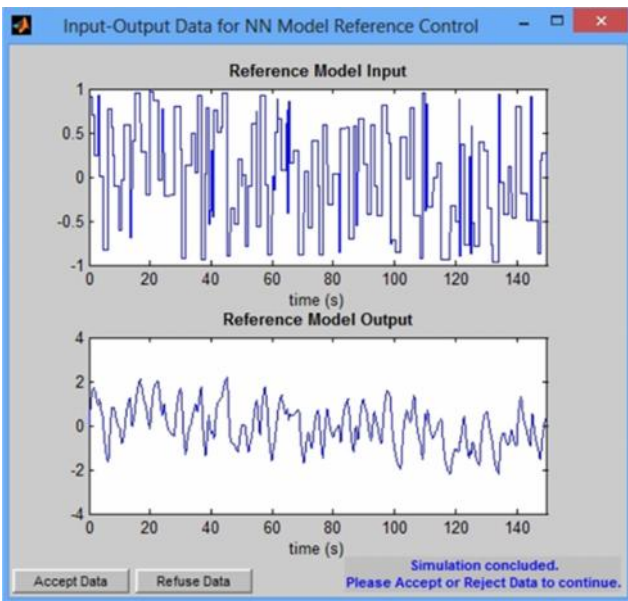 Input-Output Data for NN Model Reference Control
Reference Model Input
1
0.5
0
-0.5
-1
0 20 40 60 80 100 120 140
time (s)
Reference Model Output
4
2
0
-2
-4
0 20 40 60 80 100 120 140
time (s)
Accept Data Refuse Data
Simulation concluded.
Please Accept or Reject Data to continue.